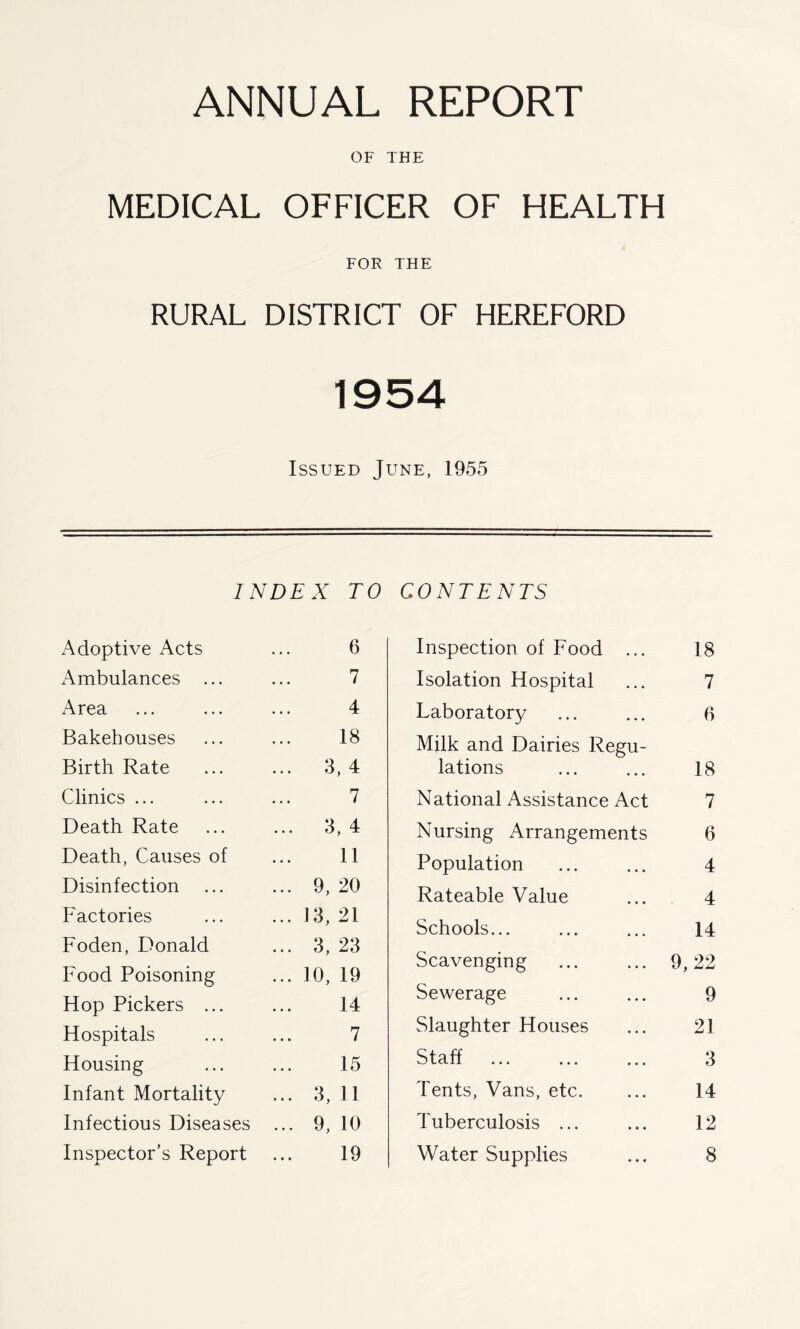 ANNUAL REPORT
OF THE
MEDICAL OFFICER OF HEALTH
FOR THE
RURAL DISTRICT OF HEREFORD
1954
Issued June, 1955
INDEX TO CONTENTS
Adoptive Acts ... 6
Ambulances ... ... 7
Area ... ... ... 4
Bakehouses ... ... 18
Birth Rate ... ... 3, 4
Clinics ... ... ... 7
Death Rate ... ... 3, 4
Death, Causes of ... 11
Disinfection ... ... 9, 20
Factories ... ... 13, 21
Foden, Donald ... 3, 23
Food Poisoning ... 10, 19
Hop Pickers ... ... 14
Hospitals ... ... 7
Housing ... ... 15
Infant Mortality ... 3, 11
Infectious Diseases ... 9, 10
Inspector's Report ... 19
Inspection of Food ... 18
Isolation Hospital ... 7
Laboratory ... ... 6
Milk and Dairies Regu-
lations ... ... 18
National Assistance Act 7
Nursing Arrangements 6
Population ... ... 4
Rateable Value ... 4
Schools... ... ... 14
Scavenging ... ... 9, 22
Sewerage ... ... 9
Slaughter Houses ... 21
Staff ... ... ... 3
Tents, Vans, etc. ... 14
Tuberculosis ... ... 12
Water Supplies ... 8